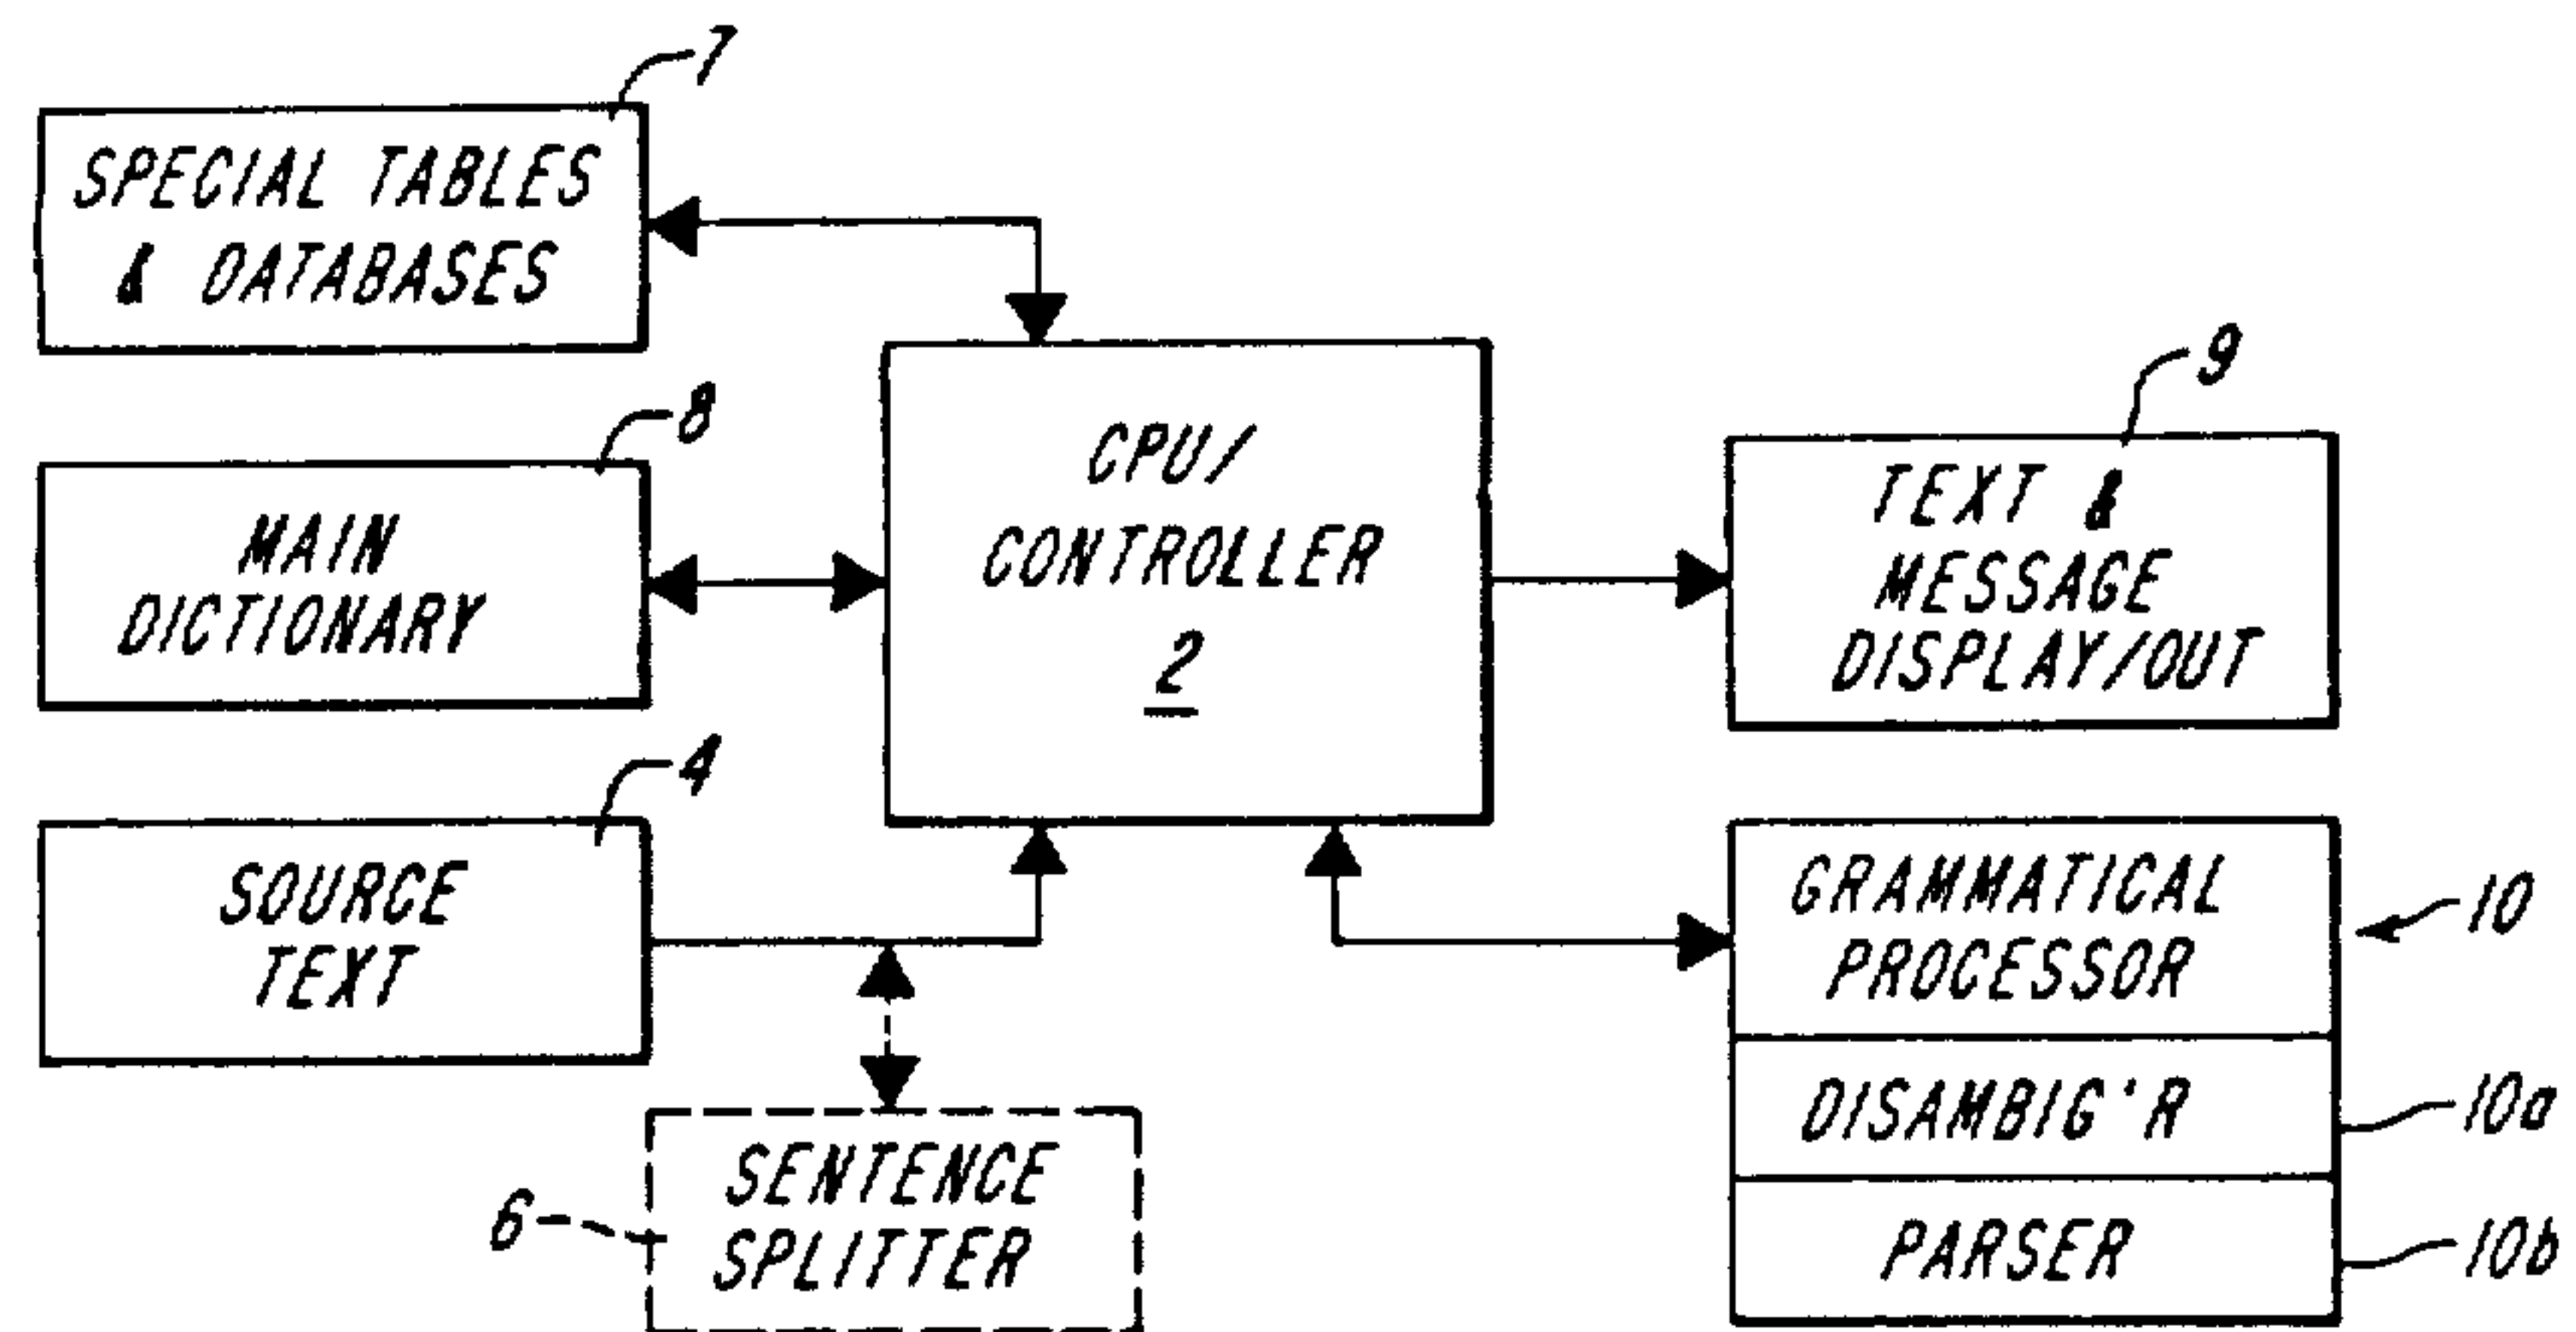 7
SPECIAL TABLES
& DATABASES
8
MAIN
DICTIONARY
4
SOURCE
TEXT
6
SENTENCE
SPLITTER
CPU/
CONTROLLER
2
9
TEXT &
MESSAGE
DISPLAY/OUT
GRAMMATICAL
PROCESSOR
10
DISAMBIG'R
10a
PARSER
10b